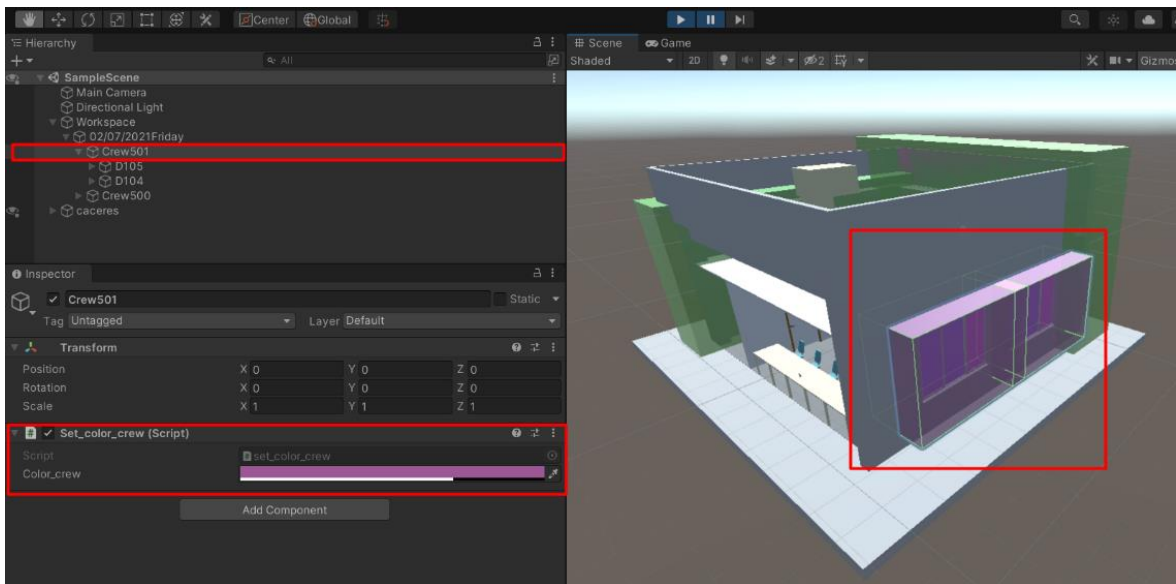 Center Global
Hierarchy
All
SampleScene
Main Camera
Directional Light
Workspace
02/07/2021Friday
Crew501
D105
D104
Crew500
caceres
Inspector
Crew501 Static
Tag Untagged Layer Default
Transform
Position X 0 Y 0 Z 0
Rotation X 0 Y 0 Z 0
Scale X 1 Y 1 Z 1
Set_color_crew (Script)
Script set_color_crew
Color_crew
Add Component
Scene Game
Shaded 2D 2 Gizmos